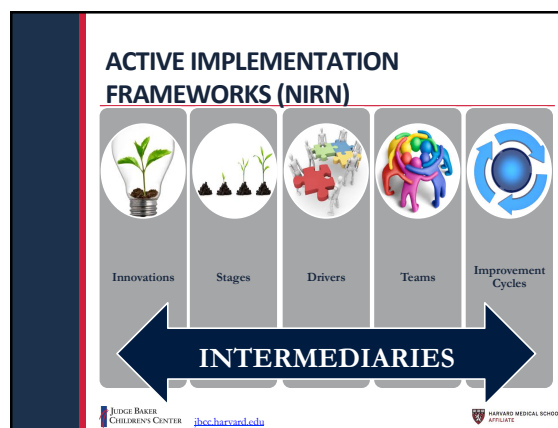 ACTIVE IMPLEMENTATION
FRAMEWORKS (NIRN)
Innovations
Stages
Drivers
Teams
Improvement
Cycles
INTERMEDIARIES
JUDGE BAKER
CHILDREN'S CENTER
jbcc.harvard.edu
HARVARD MEDICAL SCHOOL
AFFILIATE